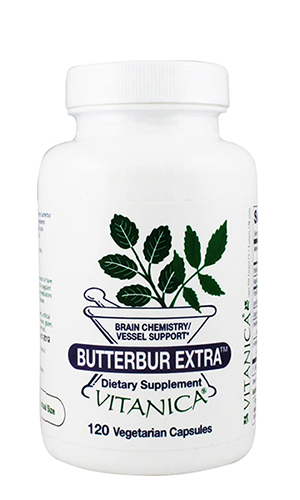 BRAIN CHEMISTRY/
VESSEL SUPPORT*
BUTTERBUR EXTRA™
Dietary Supplement
VITANICA®
120 Vegetarian Capsules
VITANICA®